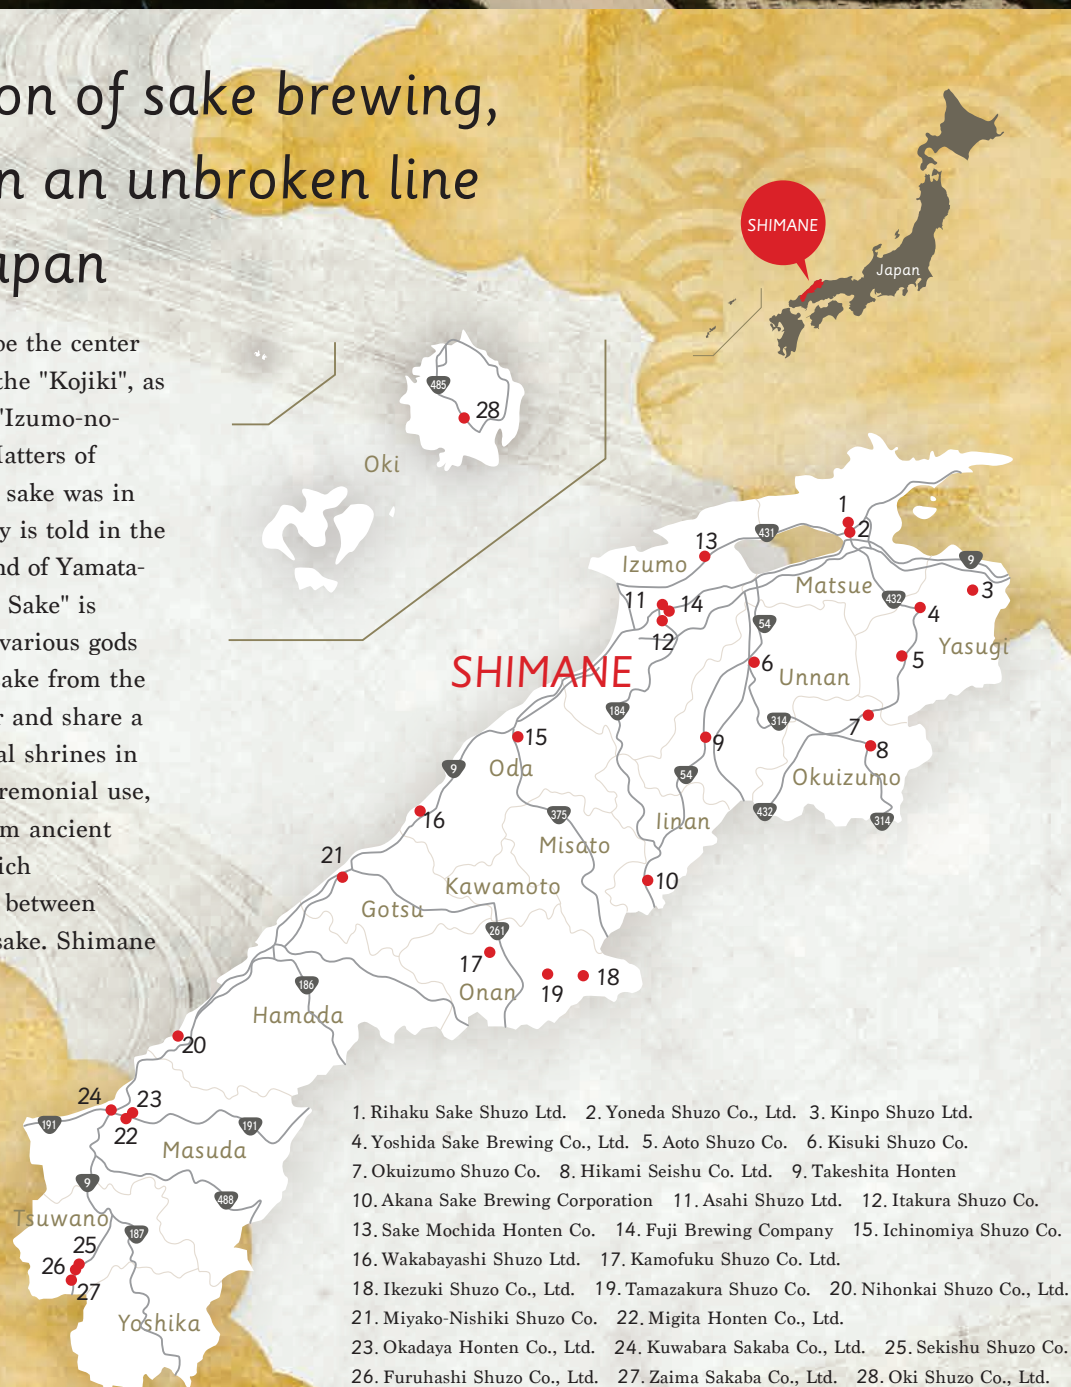 on of sake brewing,
n an unbroken line
apan
be the center
the "Kojiki", as
"Izumo-no-
Matters of
sake was in
y is told in the
nd of Yamata-
Sake" is
various gods
sake from the
r and share a
al shrines in
remonial use,
m ancient
ich
between
sake. Shimane
SHIMANE
Japan
485
28
Oki
1
2
431
13
Izumo
9
Matsue
3
432
11
14
4
12
54
Yasugi
5
SHIMANE
6
Unnan
184
314
7
15
9
8
9
Oda
54
Okuizumo
16
375
Iinan
432
314
Misato
21
10
Kawamoto
Gotsu
261
17
18
186
Onan
19
Hamada
20
24
23
191
22
191
Masuda
9
488
Tsuwano
187
25
26
27
Yoshika
1. Rihaku Sake Shuzo Ltd. 2. Yoneda Shuzo Co., Ltd. 3. Kinpo Shuzo Ltd.
4. Yoshida Sake Brewing Co., Ltd. 5. Aoto Shuzo Co. 6. Kisuki Shuzo Co.
7. Okuizumo Shuzo Co. 8. Hikami Seishu Co. Ltd. 9. Takeshita Honten
10. Akana Sake Brewing Corporation 11. Asahi Shuzo Ltd. 12. Itakura Shuzo Co.
13. Sake Mochida Honten Co. 14. Fuji Brewing Company 15. Ichinomiya Shuzo Co.
16. Wakabayashi Shuzo Ltd. 17. Kamofuku Shuzo Co. Ltd.
18. Ikezuki Shuzo Co., Ltd. 19. Tamazakura Shuzo Co. 20. Nihonkai Shuzo Co., Ltd.
21. Miyako-Nishiki Shuzo Co. 22. Migita Honten Co., Ltd.
23. Okadaya Honten Co., Ltd. 24. Kuwabara Sakaba Co., Ltd. 25. Sekishu Shuzo Co.
26. Furuhashi Shuzo Co., Ltd. 27. Zaima Sakaba Co., Ltd. 28. Oki Shuzo Co., Ltd.